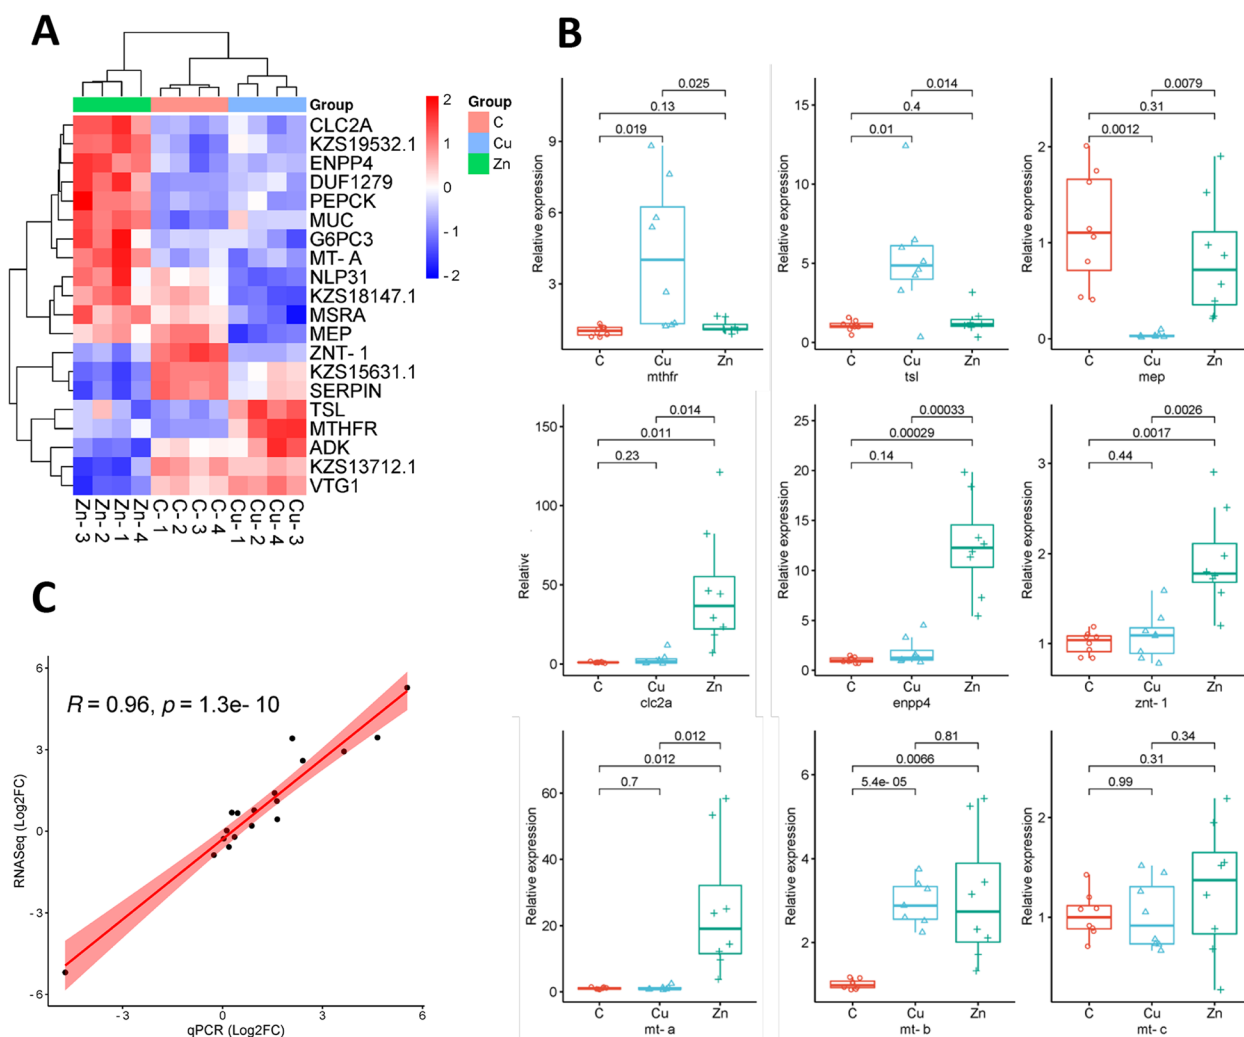 A
Group
CLC2A
KZS19532.1
ENPP4
DUF1279
PEPCK
MUC
G6PC3
MT- A
NLP31
KZS18147.1
MSRA
MEP
ZNT- 1
KZS15631.1
SERPIN
TSL
MTHFR
ADK
KZS13712.1
VTG1
Zn- 3
Zn- 2
Zn- 1
Zn- 4
C- 1
C- 2
C- 3
C- 4
Cu- 1
Cu- 2
Cu- 4
Cu- 3
2
1
0
- 1
- 2
Group
C
Cu
Zn
B
0.025
0.13
0.019
Relative expression
9
6
3
C Cu Zn
mthfr
0.014
0.4
0.01
Relative expression
15
10
5
0
C Cu Zn
tsl
0.0079
0.31
0.0012
Relative expression
2
1
0
C Cu Zn
mep
0.014
0.011
0.23
Relative
150
100
50
0
C Cu Zn
clc2a
0.00033
0.00029
0.14
Relative expression
25
20
15
10
5
0
C Cu Zn
enpp4
0.0026
0.0017
0.44
Relative expression
3
2
1
C Cu Zn
znt- 1
0.012
0.012
0.7
Relative expression
60
40
20
0
C Cu Zn
mt- a
0.81
0.0066
5.4e- 05
Relative expression
6
4
2
C Cu Zn
mt- b
0.34
0.31
0.99
Relative expression
2
1
C Cu Zn
mt- c
C
R = 0.96, p = 1.3e- 10
RNASeq (Log2FC)
6
3
0
- 3
- 6
- 3 0 3 6
qPCR (Log2FC)